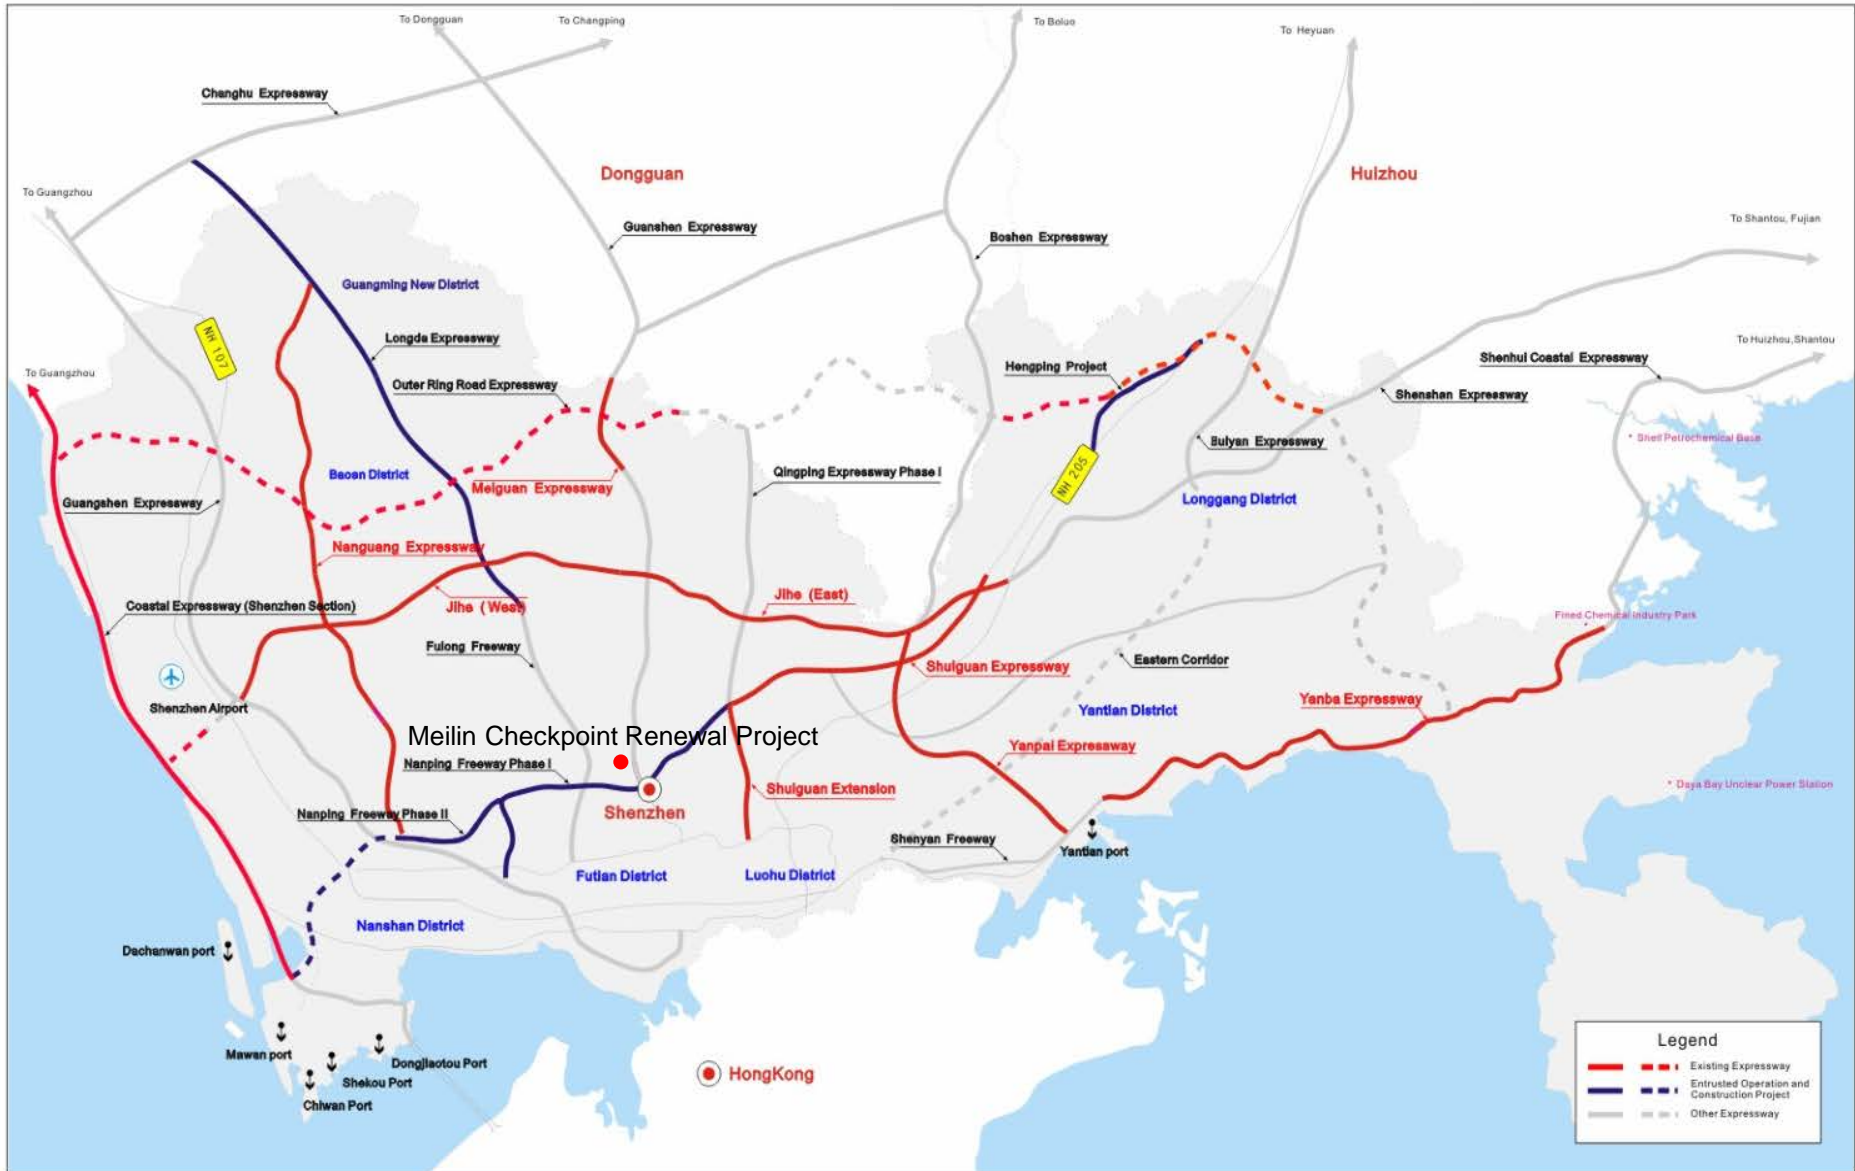 To Dongguan
To Changping
To Boluo
To Heyuan
Changhu Expressway
Dongguan
Huizhou
To Guangzhou
To Shantou, Fujian
Guanshen Expressway
Boshen Expressway
Guangming New District
NH 107
Longda Expressway
To Huizhou, Shantou
Shenhui Coastal Expressway
Hengping Project
To Guangzhou
Outer Ring Road Expressway
Shenshan Expressway
Shell Petrochemical Base
Bulyan Expressway
Baoan District
Qingping Expressway Phase I
NH 205
Meiguan Expressway
Longgang District
Guangshen Expressway
Nanguang Expressway
Jihe (West)
Jihe (East)
Coastal Expressway (Shenzhen Section)
Fined Chemical Industry Park
Fulong Freeway
Shuiguan Expressway
Eastern Corridor
Shenzhen Airport
Yanba Expressway
Yantian District
Meilin Checkpoint Renewal Project
Yanpai Expressaway
Nanping Freeway Phase I
Shuiguan Extension
Daya Bay Unclear Power Station
Shenzhen
Nanping Freeway Phase II
Shenyan Freeway
Yantian port
Futian District
Luohu District
Nanshan District
Dachanwan port
Mawan port
Dongjiaotou Port
Shekou Port
Chiwan Port
HongKong
Legend
Existing Expressway
Entrusted Operation and
Construction Project
Other Expressway